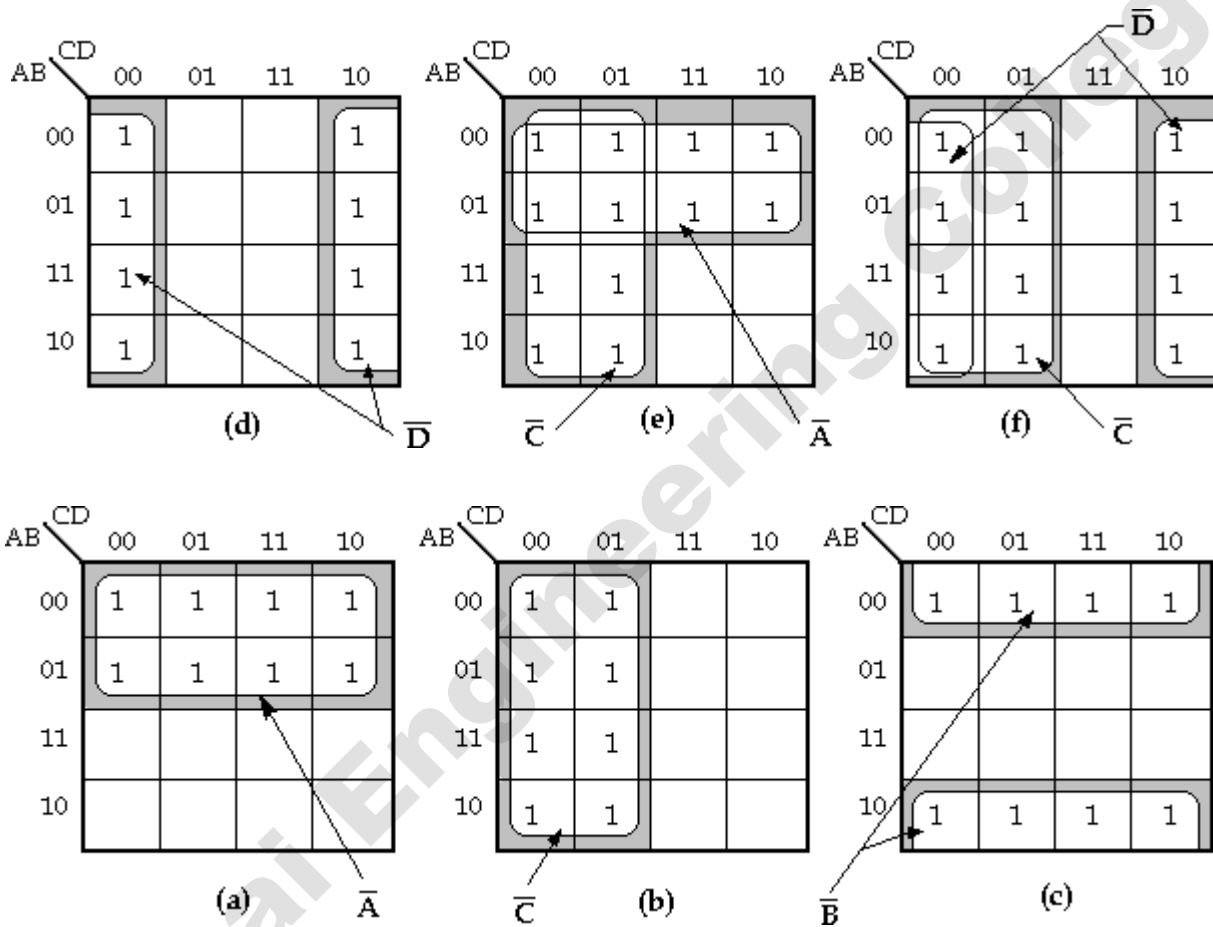 D̅
CD CD CD
AB 00 01 11 10 AB 00 01 11 10 AB 00 01 11 10
00 1 1 00 1 1 1 1 00 1 1 1
01 1 1 01 1 1 1 1 01 1 1 1
11 1 1 11 1 1 11 1 1 1
10 1 1 10 1 1 10 1 1 1
(d) D̅ C̅ (e) A̅ (f) C̅
CD CD CD
AB 00 01 11 10 AB 00 01 11 10 AB 00 01 11 10
00 1 1 1 1 00 1 1 00 1 1 1 1
01 1 1 1 1 01 1 1 01
11 11 1 1 11
10 10 1 1 10 1 1 1 1
(a) A̅ C̅ (b) B̅ (c)
ai Engineering Colleg